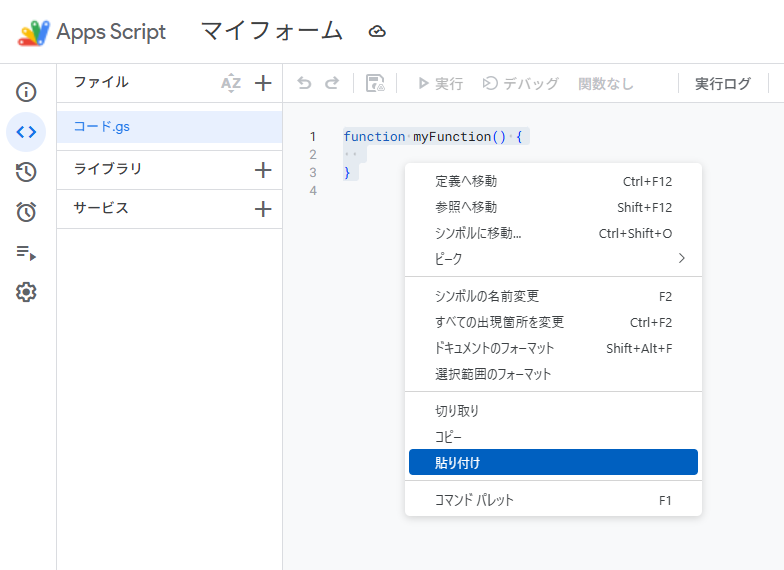 Apps Script マイフォーム
ファイル
AZ
実行 デバッグ 関数なし 実行ログ
コード.gs
ライブラリ
サービス
1 function myFunction() {
2
3 }
4
定義へ移動 Ctrl+F12
参照へ移動 Shift+F12
シンボルに移動... Ctrl+Shift+O
ピーク
シンボルの名前変更 F2
すべての出現箇所を変更 Ctrl+F2
ドキュメントのフォーマット Shift+Alt+F
選択範囲のフォーマット
切り取り
コピー
貼り付け
コマンド パレット F1